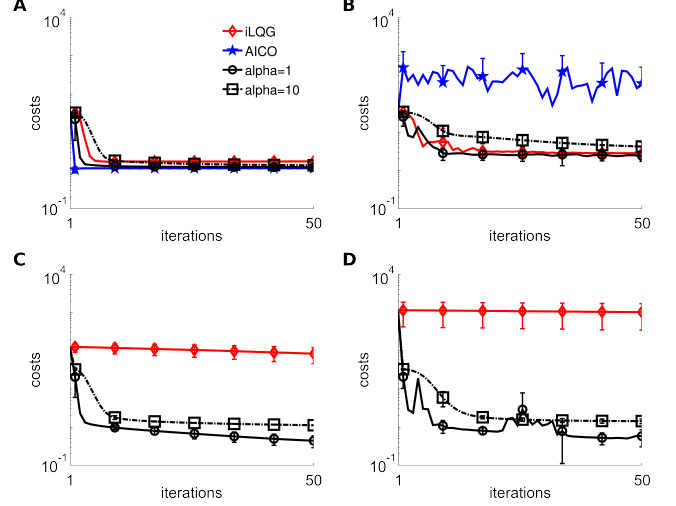 A
10^4
costs
10^-1
1
50
iterations
iLQG
AICO
alpha=1
alpha=10
B
10^4
costs
10^-1
1
50
iterations
C
10^4
costs
10^-1
1
50
iterations
D
10^4
costs
10^-1
1
50
iterations